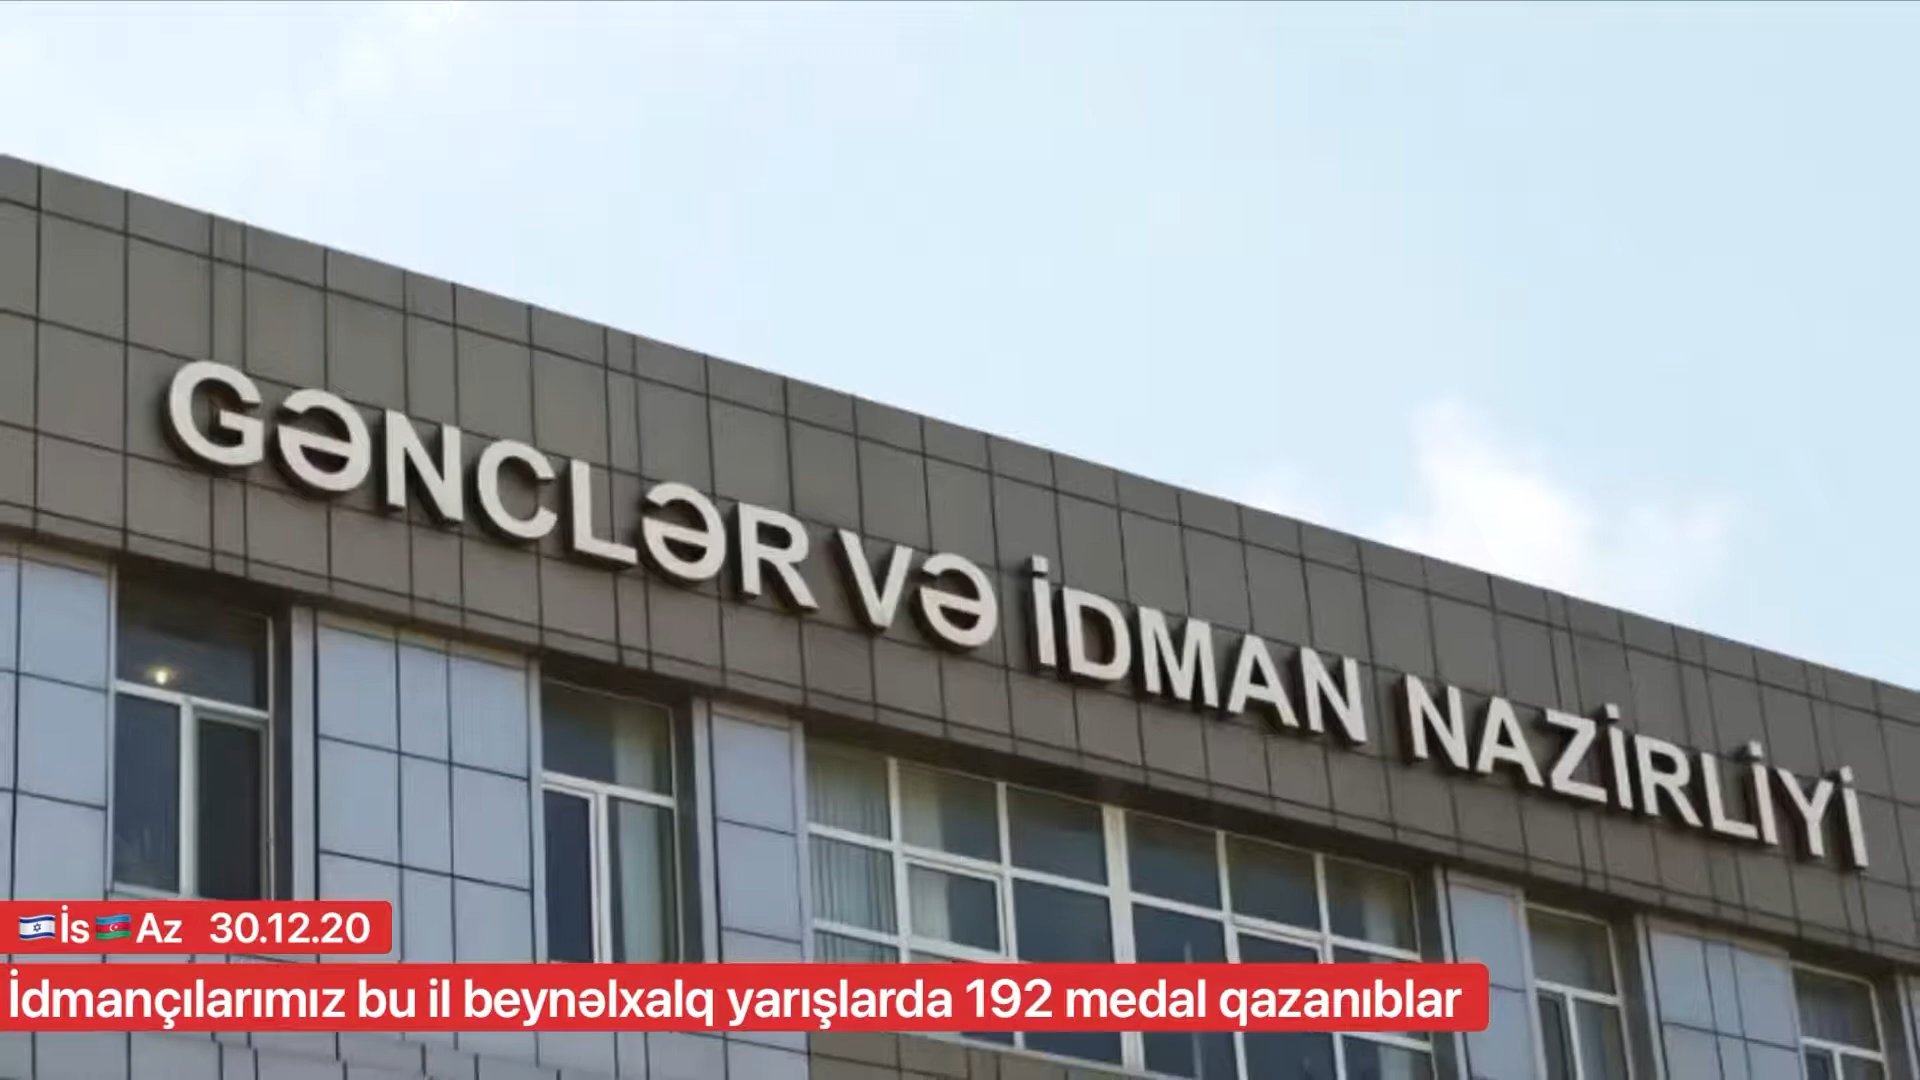 GƏNCLƏR VƏ İDMAN NAZİRLİYİ
🇮🇱İs🇦🇿Az 30.12.20
İdmançılarımız bu il beynəlxalq yarışlarda 192 medal qazanıblar